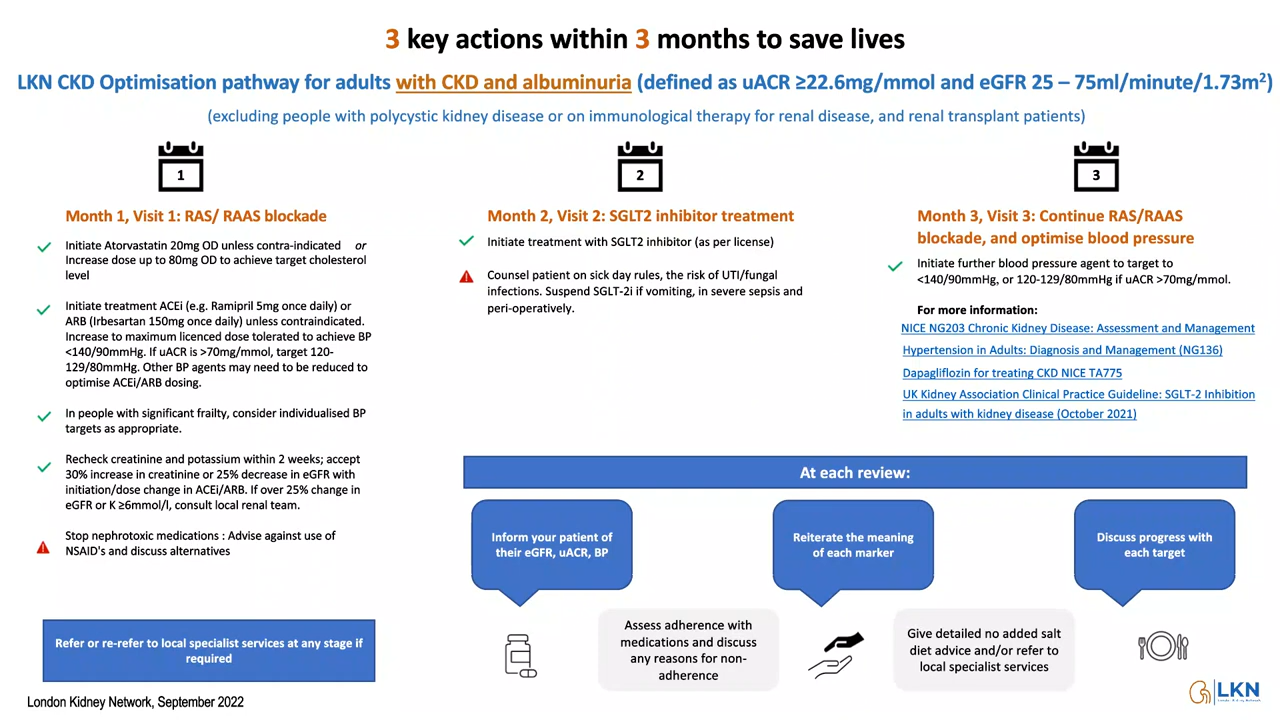 3 key actions within 3 months to save lives
LKN CKD Optimisation pathway for adults with CKD and albuminuria (defined as uACR ≥22.6mg/mmol and eGFR 25 – 75ml/minute/1.73m²)
(excluding people with polycystic kidney disease or on immunological therapy for renal disease, and renal transplant patients)
1
Month 1, Visit 1: RAS/ RAAS blockade
Initiate Atorvastatin 20mg OD unless contra-indicated or
Increase dose up to 80mg OD to achieve target cholesterol
level
Initiate treatment ACEi (e.g. Ramipril 5mg once daily) or
ARB (Irbesartan 150mg once daily) unless contraindicated.
Increase to maximum licenced dose tolerated to achieve BP
<140/90mmHg. If uACR is >70mg/mmol, target 120-
129/80mmHg. Other BP agents may need to be reduced to
optimise ACEi/ARB dosing.
In people with significant frailty, consider individualised BP
targets as appropriate.
Recheck creatinine and potassium within 2 weeks; accept
30% increase in creatinine or 25% decrease in eGFR with
initiation/dose change in ACEi/ARB. If over 25% change in
eGFR or K ≥6mmol/l, consult local renal team.
Stop nephrotoxic medications : Advise against use of
NSAID's and discuss alternatives
Refer or re-refer to local specialist services at any stage if
required
2
Month 2, Visit 2: SGLT2 inhibitor treatment
Initiate treatment with SGLT2 inhibitor (as per license)
Counsel patient on sick day rules, the risk of UTI/fungal
infections. Suspend SGLT-2i if vomiting, in severe sepsis and
peri-operatively.
3
Month 3, Visit 3: Continue RAS/RAAS
blockade, and optimise blood pressure
Initiate further blood pressure agent to target to
<140/90mmHg, or 120-129/80mmHg if uACR >70mg/mmol.
For more information:
NICE NG203 Chronic Kidney Disease: Assessment and Management
Hypertension in Adults: Diagnosis and Management (NG136)
Dapagliflozin for treating CKD NICE TA775
UK Kidney Association Clinical Practice Guideline: SGLT-2 Inhibition
in adults with kidney disease (October 2021)
At each review:
Inform your patient of
their eGFR, uACR, BP
Reiterate the meaning
of each marker
Discuss progress with
each target
Assess adherence with
medications and discuss
any reasons for non-
adherence
Give detailed no added salt
diet advice and/or refer to
local specialist services
London Kidney Network, September 2022
LKN
London Kidney Network